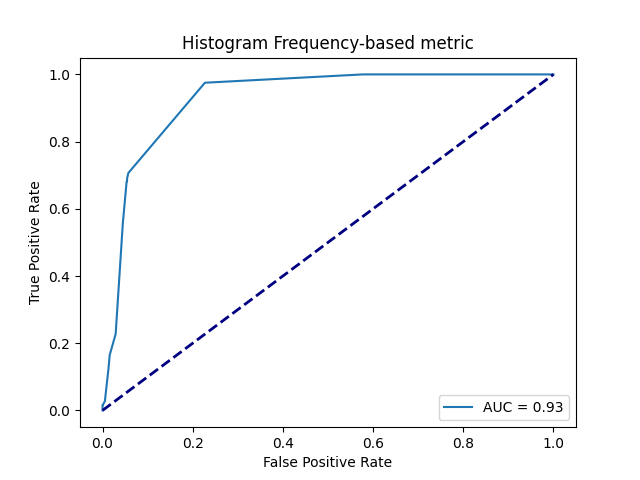 Histogram Frequency-based metric
True Positive Rate
1.0
0.8
0.6
0.4
0.2
0.0
AUC = 0.93
0.0 0.2 0.4 0.6 0.8 1.0
False Positive Rate